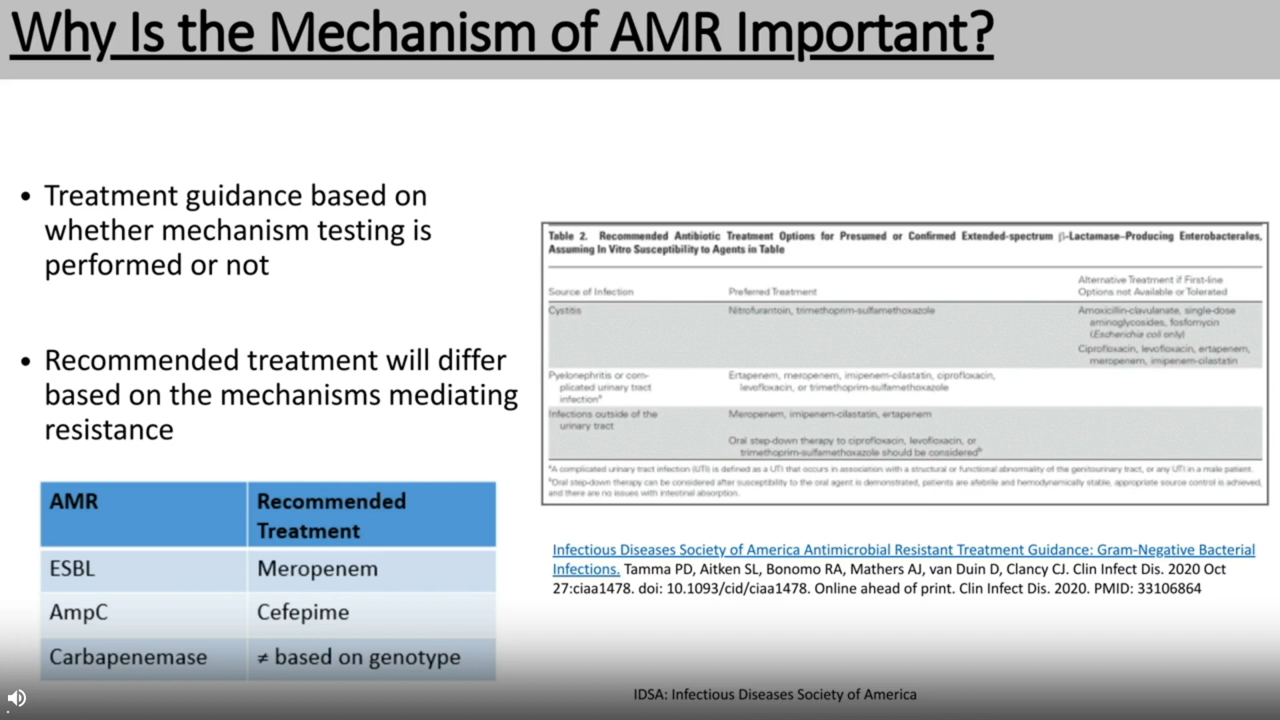 Why Is the Mechanism of AMR Important?
• Treatment guidance based on
whether mechanism testing is
performed or not
• Recommended treatment will differ
based on the mechanisms mediating
resistance
AMR Recommended
Treatment
ESBL Meropenem
AmpC Cefepime
Carbapenemase ≠ based on genotype
Table 2. Recommended Antibiotic Treatment Options for Presumed or Confirmed Extended-spectrum β-Lactamase–Producing Enterobacterales,
Assuming In Vitro Susceptibility to Agents in Table
Alternative Treatment if First-line
Source of Infection Preferred Treatment Options not Available or Tolerated
Cystitis Nitrofurantoin, trimethoprim-sulfamethoxazole Amoxicillin-clavulanate, single-dose
aminoglycosides, fosfomycin
(Escherichia coli only)
Ciprofloxacin, levofloxacin, ertapenem,
meropenem, imipenem-cilastatin
Pyelonephritis or com- Ertapenem, meropenem, imipenem-cilastatin, ciprofloxacin,
plicated urinary tract levofloxacin, or trimethoprim-sulfamethoxazole
infectionᵃ
Infections outside of the Meropenem, imipenem-cilastatin, ertapenem
urinary tract
Oral step-down therapy to ciprofloxacin, levofloxacin, or
trimethoprim-sulfamethoxazole should be consideredᵇ
ᵃA complicated urinary tract infection (UTI) is defined as a UTI that occurs in association with a structural or functional abnormality of the genitourinary tract, or any UTI in a male patient.
ᵇOral step-down therapy can be considered after susceptibility to the oral agent is demonstrated, patients are afebrile and hemodynamically stable, appropriate source control is achieved,
and there are no issues with intestinal absorption.
Infectious Diseases Society of America Antimicrobial Resistant Treatment Guidance: Gram-Negative Bacterial
Infections. Tamma PD, Aitken SL, Bonomo RA, Mathers AJ, van Duin D, Clancy CJ. Clin Infect Dis. 2020 Oct
27:ciaa1478. doi: 10.1093/cid/ciaa1478. Online ahead of print. Clin Infect Dis. 2020. PMID: 33106864
IDSA: Infectious Diseases Society of America